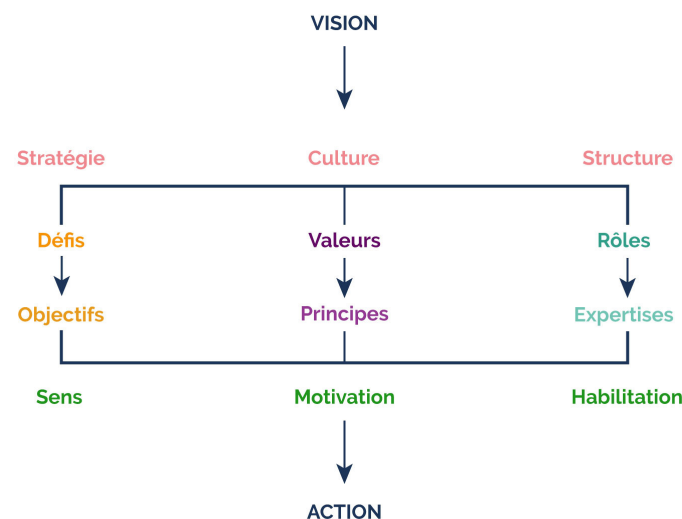 VISION
Stratégie Culture Structure
Défis Valeurs Rôles
Objectifs Principes Expertises
Sens Motivation Habilitation
ACTION